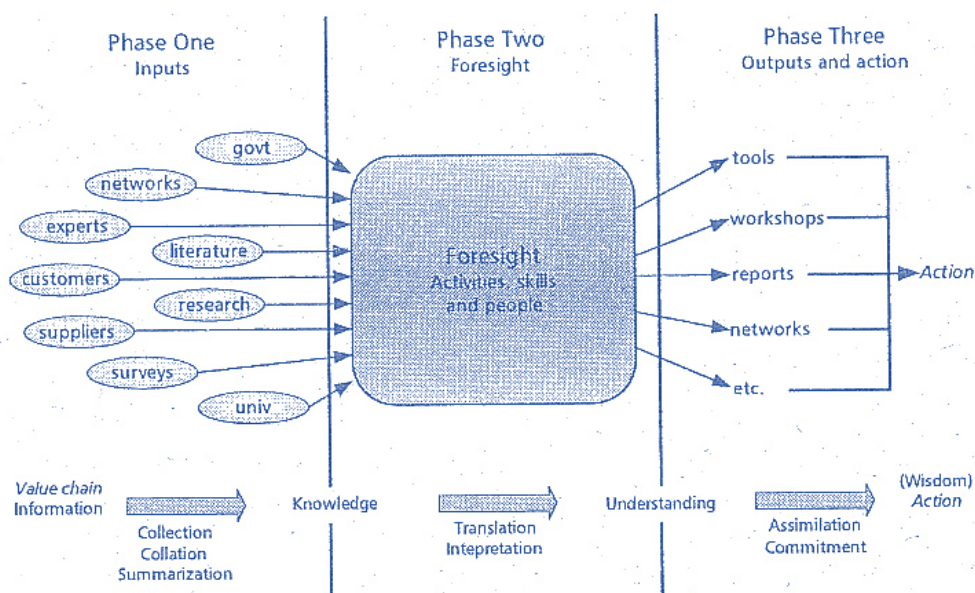 Phase One
Inputs
Phase Two
Foresight
Phase Three
Outputs and action
govt
networks
experts
literature
customers
research
suppliers
surveys
univ
Foresight
Activities, skills
and people
tools
workshops
reports
networks
etc.
Action
Value chain
Information
Collection
Collation
Summarization
Knowledge
Translation
Intepretation
Understanding
Assimilation
Commitment
(Wisdom)
Action